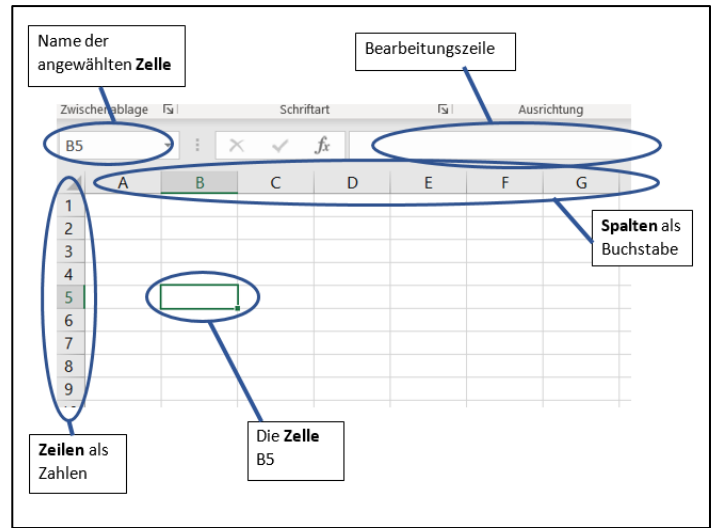 Name der
angewählten Zelle
Bearbeitungszeile
Zwischenablage
Schriftart
Ausrichtung
B5
fx
A B C D E F G
1
2
3
4
5
6
7
8
9
Spalten als
Buchstabe
Die Zelle
B5
Zeilen als
Zahlen